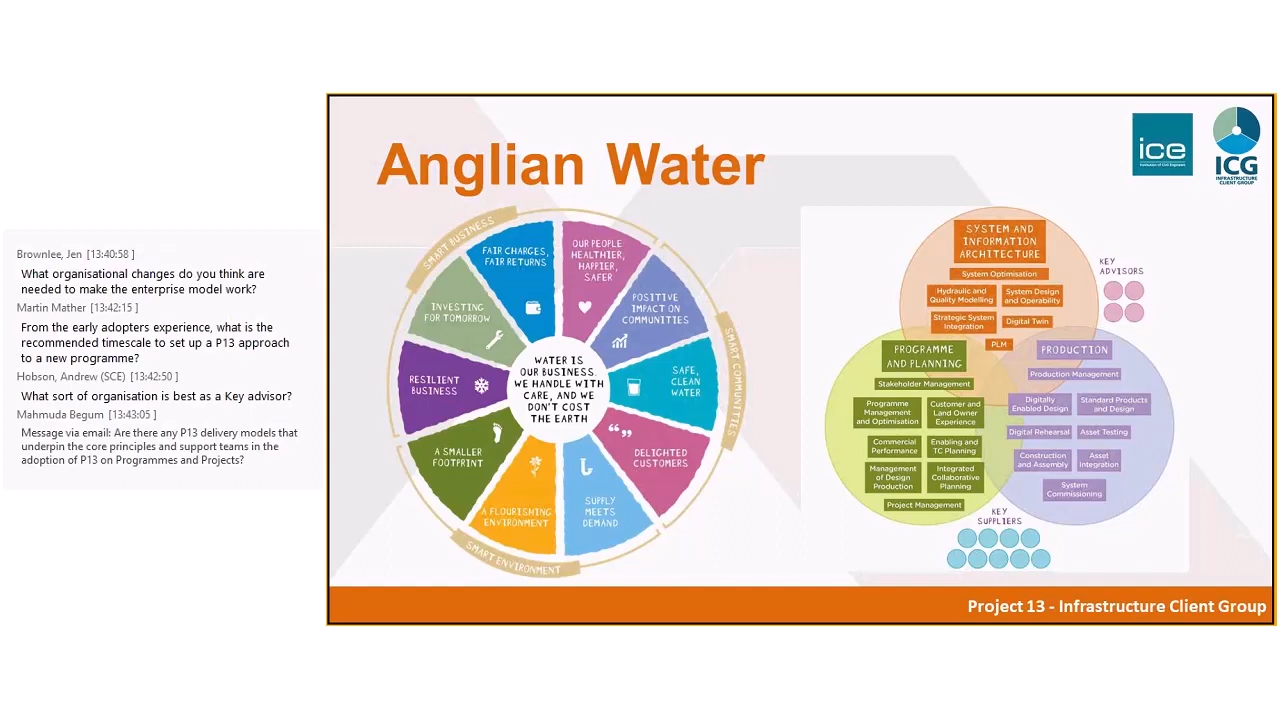 Brownlee, Jen [13:40:58 ]
What organisational changes do you think are
needed to make the enterprise model work?
Martin Mather [13:42:15 ]
From the early adopters experience, what is the
recommended timescale to set up a P13 approach
to a new programme?
Hobson, Andrew (SCE) [13:42:50 ]
What sort of organisation is best as a Key advisor?
Mahmuda Begum [13:43:05 ]
Message via email: Are there any P13 delivery models that
underpin the core principles and support teams in the
adoption of P13 on Programmes and Projects?
Anglian Water
ice
Institution of Civil Engineers
ICG
INFRASTRUCTURE
CLIENT GROUP
SMART BUSINESS
SMART COMMUNITIES
SMART ENVIRONMENT
FAIR CHARGES,
FAIR RETURNS
OUR PEOPLE
HEALTHIER,
HAPPIER,
SAFER
POSITIVE
IMPACT ON
COMMUNITIES
SAFE,
CLEAN
WATER
DELIGHTED
CUSTOMERS
SUPPLY
MEETS
DEMAND
A FLOURISHING
ENVIRONMENT
A SMALLER
FOOTPRINT
RESILIENT
BUSINESS
INVESTING
FOR TOMORROW
WATER IS
OUR BUSINESS.
WE HANDLE WITH
CARE, AND WE
DON'T COST
THE EARTH
SYSTEM AND
INFORMATION
ARCHITECTURE
System Optimisation
Hydraulic and
Quality Modelling
System Design
and Operability
Strategic System
Integration
Digital Twin
PLM
KEY
ADVISORS
PROGRAMME
AND PLANNING
Stakeholder Management
Programme
Management
and Optimisation
Customer and
Land Owner
Experience
Commercial
Performance
Enabling and
TC Planning
Management
of Design
Production
Integrated
Collaborative
Planning
Project Management
PRODUCTION
Production Management
Digitally
Enabled Design
Standard Products
and Design
Digital Rehearsal
Asset Testing
Construction
and Assembly
Asset
Integration
System
Commissioning
KEY
SUPPLIERS
Project 13 - Infrastructure Client Group